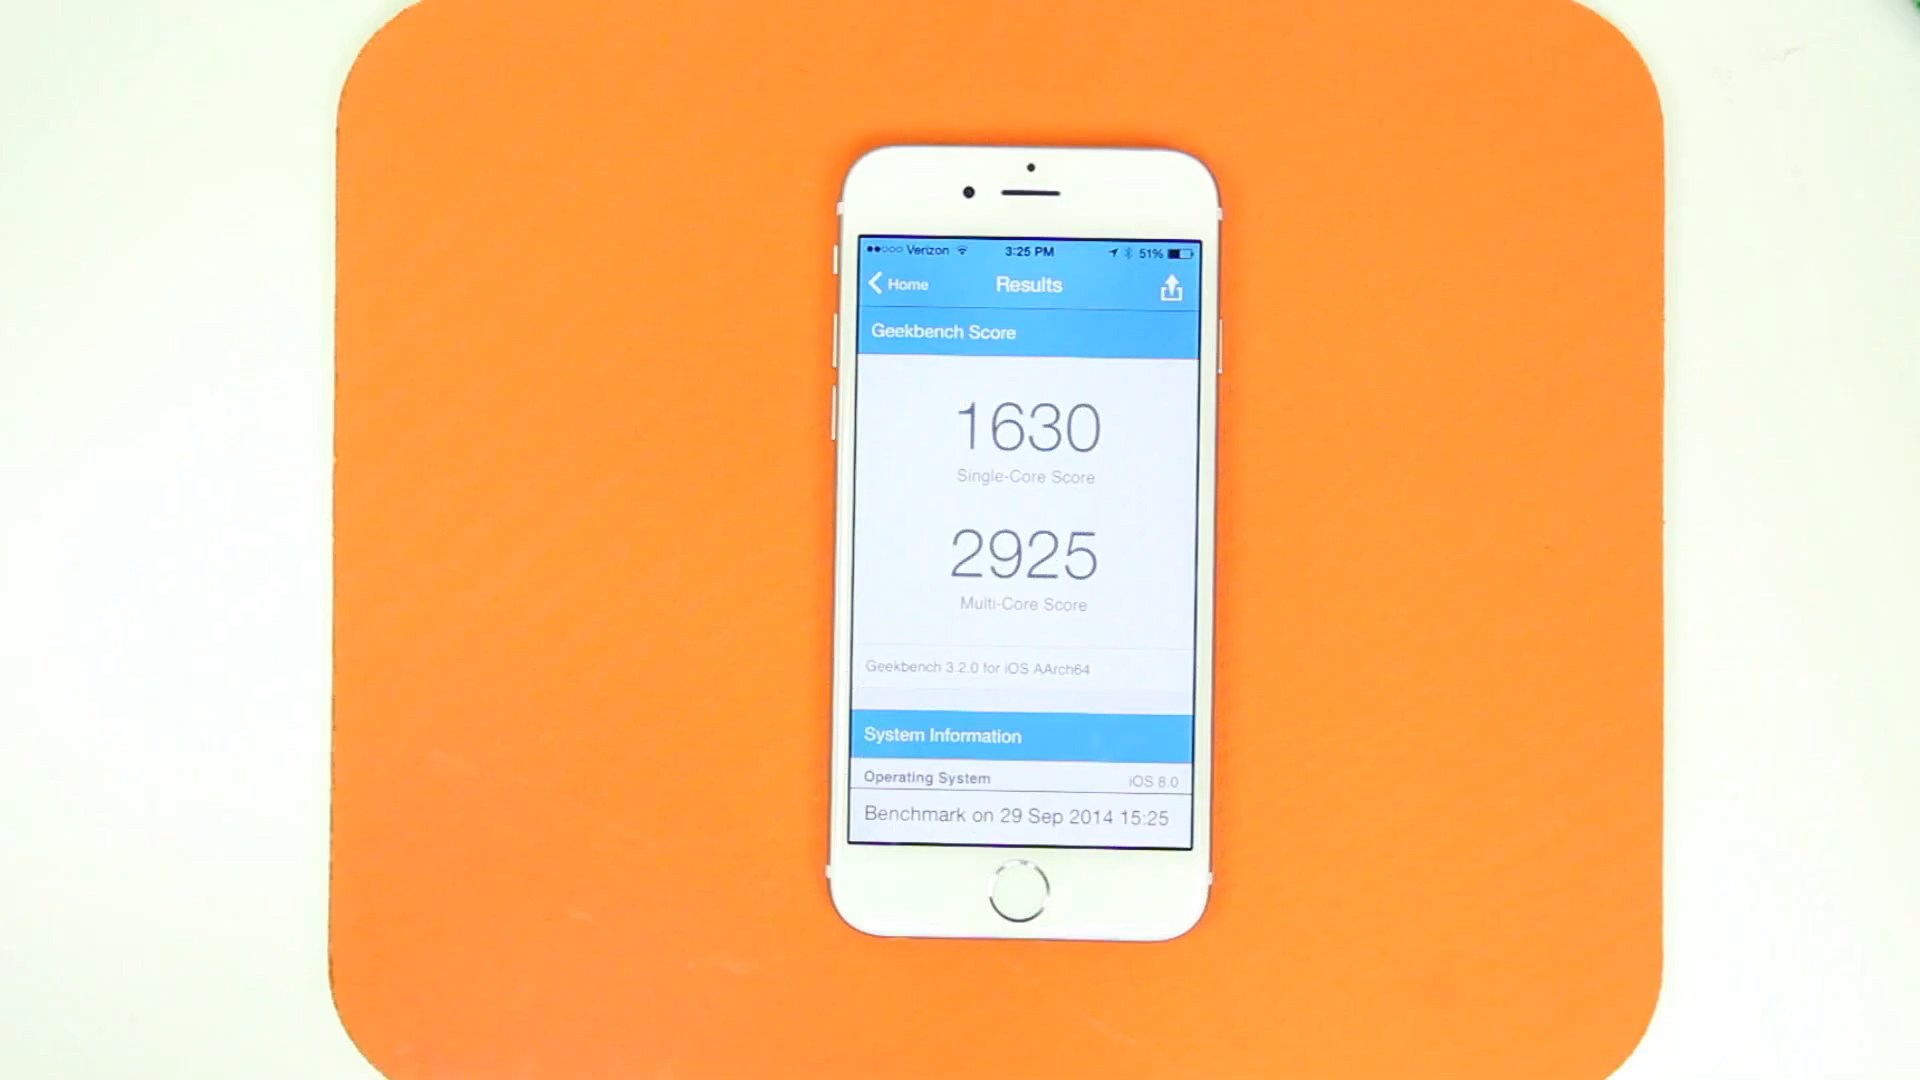 Verizon 3:25 PM 51%
Home Results
Geekbench Score
1630
Single-Core Score
2925
Multi-Core Score
Geekbench 3.2.0 for iOS AArch64
System Information
Operating System iOS 8.0
Benchmark on 29 Sep 2014 15:25